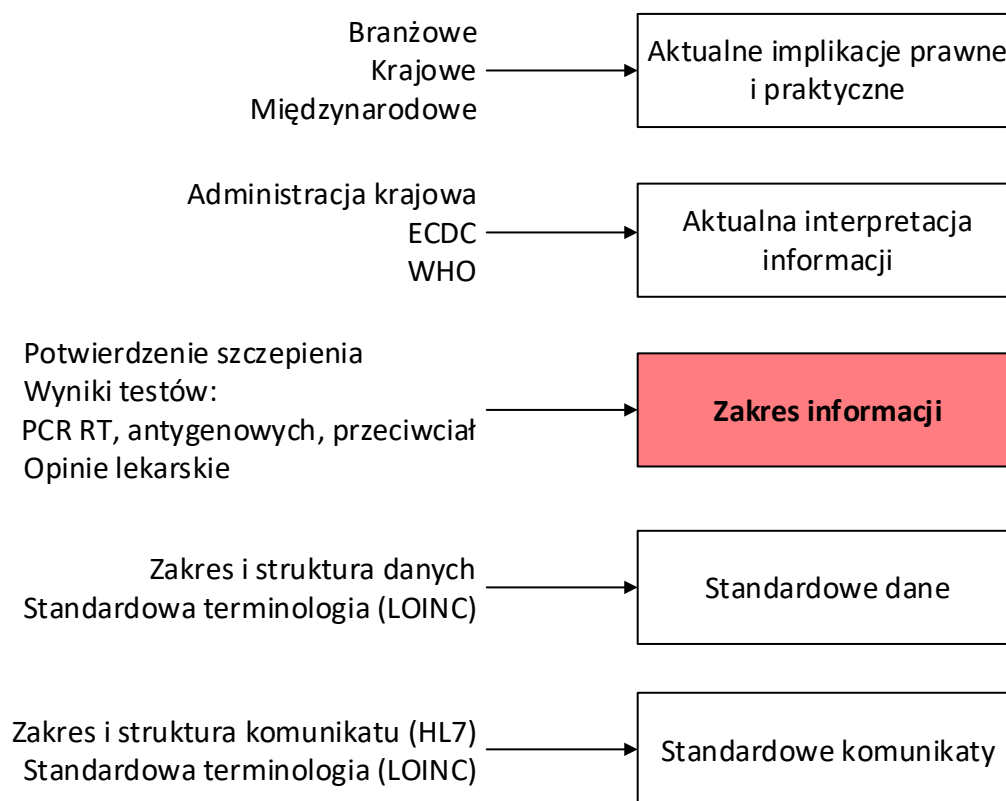 Branżowe
Krajowe
Międzynarodowe
Aktualne implikacje prawne
i praktyczne
Administracja krajowa
ECDC
WHO
Aktualna interpretacja
informacji
Potwierdzenie szczepienia
Wyniki testów:
PCR RT, antygenowych, przeciwciał
Opinie lekarskie
Zakres informacji
Zakres i struktura danych
Standardowa terminologia (LOINC)
Standardowe dane
Zakres i struktura komunikatu (HL7)
Standardowa terminologia (LOINC)
Standardowe komunikaty